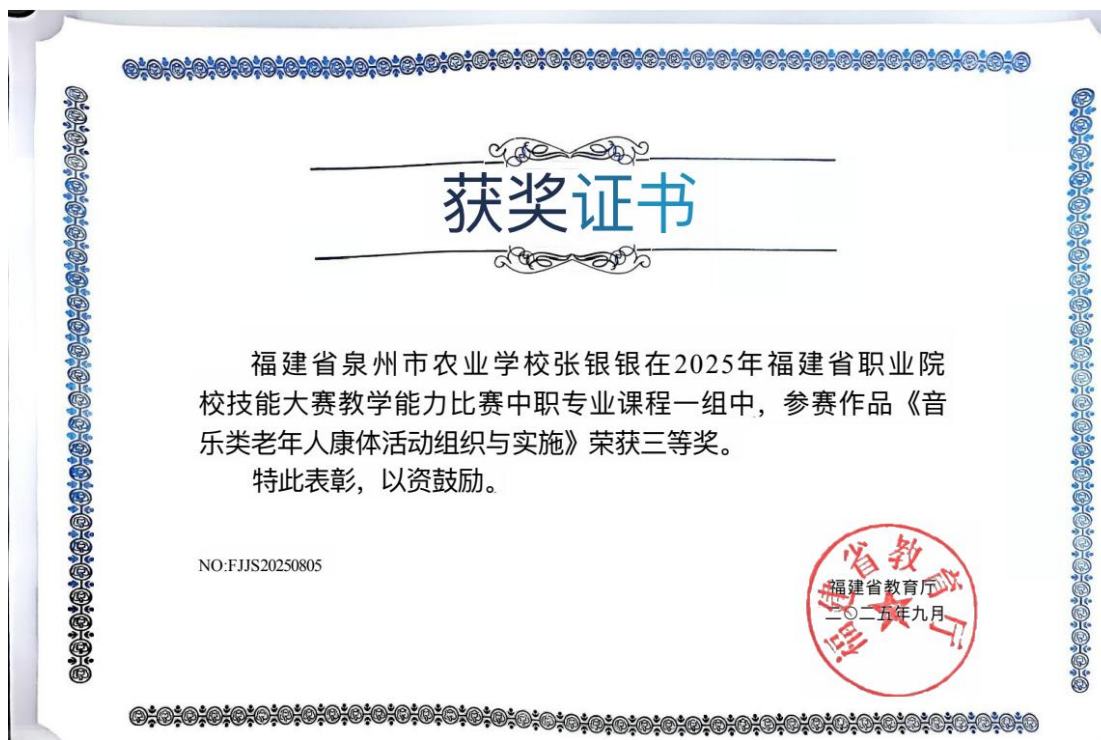 获奖证书
福建省泉州市农业学校张银银在2025年福建省职业院
校技能大赛教学能力比赛中职专业课程一组中，参赛作品《音
乐类老年人康体活动组织与实施》荣获三等奖。
特此表彰，以资鼓励。
NO:FJJS20250805
福建省教育厅
福建省教育厅
二〇二五年九月